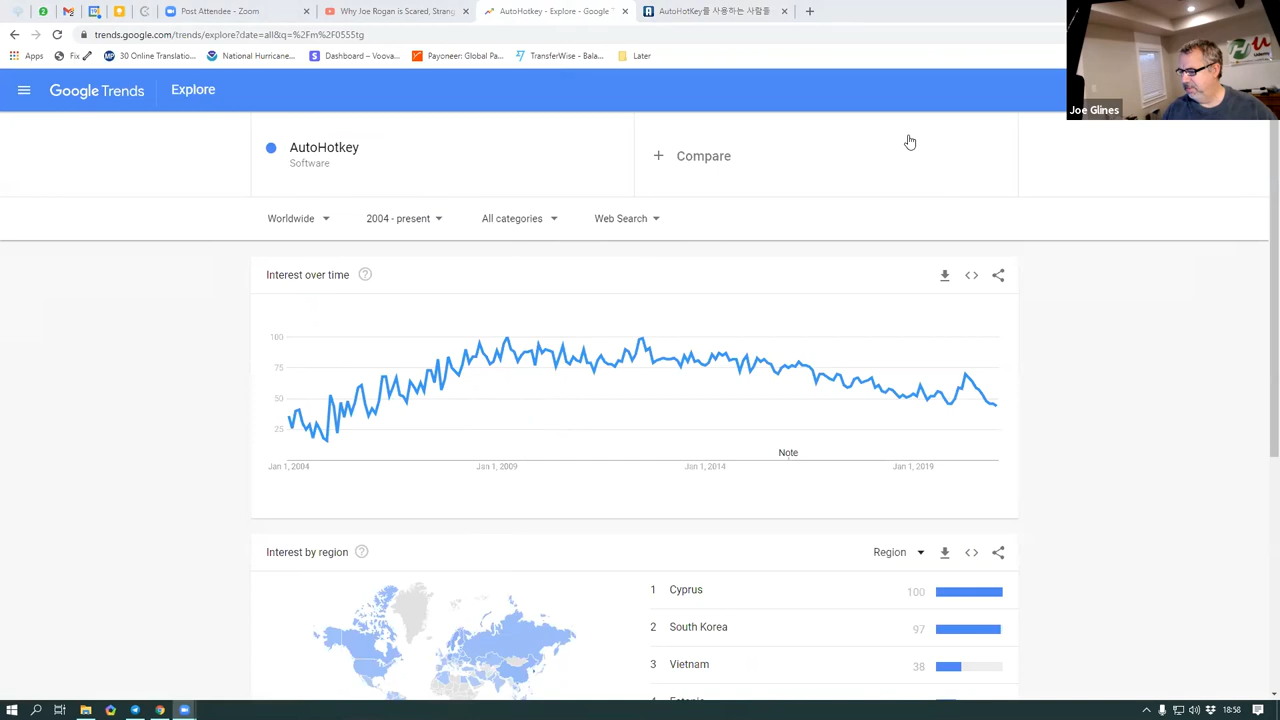 Post Attendee - Zoom
Why Joe Rogan is Scared, Strang
AutoHotkey - Explore - Google T
AutoHotKey를 사용하는 사람들
trends.google.com/trends/explore?date=all&q=%2Fm%2F0555tg
Apps
Fix
30 Online Translatio...
National Hurricane...
Dashboard – Voova...
Payoneer: Global Pa...
TransferWise - Bala...
Later
Joe Glines
Google Trends
Explore
AutoHotkey
Software
+ Compare
Worldwide
2004 - present
All categories
Web Search
Interest over time
100
75
50
25
Note
Jan 1, 2004
Jan 1, 2009
Jan 1, 2014
Jan 1, 2019
Interest by region
Region
1 Cyprus 100
2 South Korea 97
3 Vietnam 38
18:58